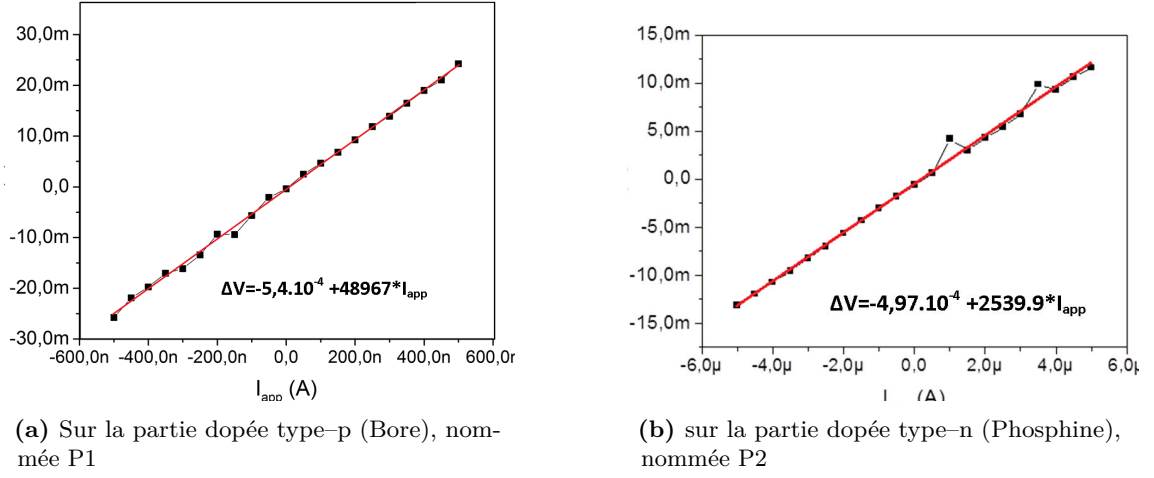 30,0m
20,0m
10,0m
0,0
-10,0m
-20,0m
-30,0m
-600,0n -400,0n -200,0n 0,0 200,0n 400,0n 600,0n
ΔV=-5,4.10⁻⁴ +48967*Iapp
Iapp (A)
(a) Sur la partie dopée type–p (Bore), nom-
mée P1
15,0m
10,0m
5,0m
0,0
-5,0m
-10,0m
-15,0m
-6,0µ -4,0µ -2,0µ 0,0 2,0µ 4,0µ 6,0µ
ΔV=-4,97.10⁻⁴ +2539.9*Iapp
(A)
(b) sur la partie dopée type–n (Phosphine),
nommée P2